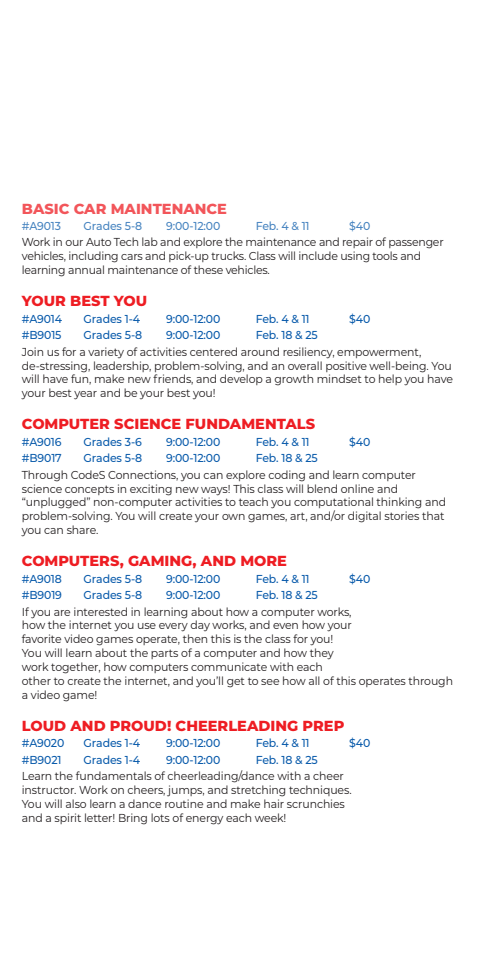 BASIC CAR MAINTENANCE
#A9013 Grades 5-8 9:00-12:00 Feb. 4 & 11 $40
Work in our Auto Tech lab and explore the maintenance and repair of passenger
vehicles, including cars and pick-up trucks. Class will include using tools and
learning annual maintenance of these vehicles.
YOUR BEST YOU
#A9014 Grades 1-4 9:00-12:00 Feb. 4 & 11 $40
#B9015 Grades 5-8 9:00-12:00 Feb. 18 & 25
Join us for a variety of activities centered around resiliency, empowerment,
de-stressing, leadership, problem-solving, and an overall positive well-being. You
will have fun, make new friends, and develop a growth mindset to help you have
your best year and be your best you!
COMPUTER SCIENCE FUNDAMENTALS
#A9016 Grades 3-6 9:00-12:00 Feb. 4 & 11 $40
#B9017 Grades 5-8 9:00-12:00 Feb. 18 & 25
Through CodeS Connections, you can explore coding and learn computer
science concepts in exciting new ways! This class will blend online and
“unplugged” non-computer activities to teach you computational thinking and
problem-solving. You will create your own games, art, and/or digital stories that
you can share.
COMPUTERS, GAMING, AND MORE
#A9018 Grades 5-8 9:00-12:00 Feb. 4 & 11 $40
#B9019 Grades 5-8 9:00-12:00 Feb. 18 & 25
If you are interested in learning about how a computer works,
how the internet you use every day works, and even how your
favorite video games operate, then this is the class for you!
You will learn about the parts of a computer and how they
work together, how computers communicate with each
other to create the internet, and you’ll get to see how all of this operates through
a video game!
LOUD AND PROUD! CHEERLEADING PREP
#A9020 Grades 1-4 9:00-12:00 Feb. 4 & 11 $40
#B9021 Grades 1-4 9:00-12:00 Feb. 18 & 25
Learn the fundamentals of cheerleading/dance with a cheer
instructor. Work on cheers, jumps, and stretching techniques.
You will also learn a dance routine and make hair scrunchies
and a spirit letter! Bring lots of energy each week!